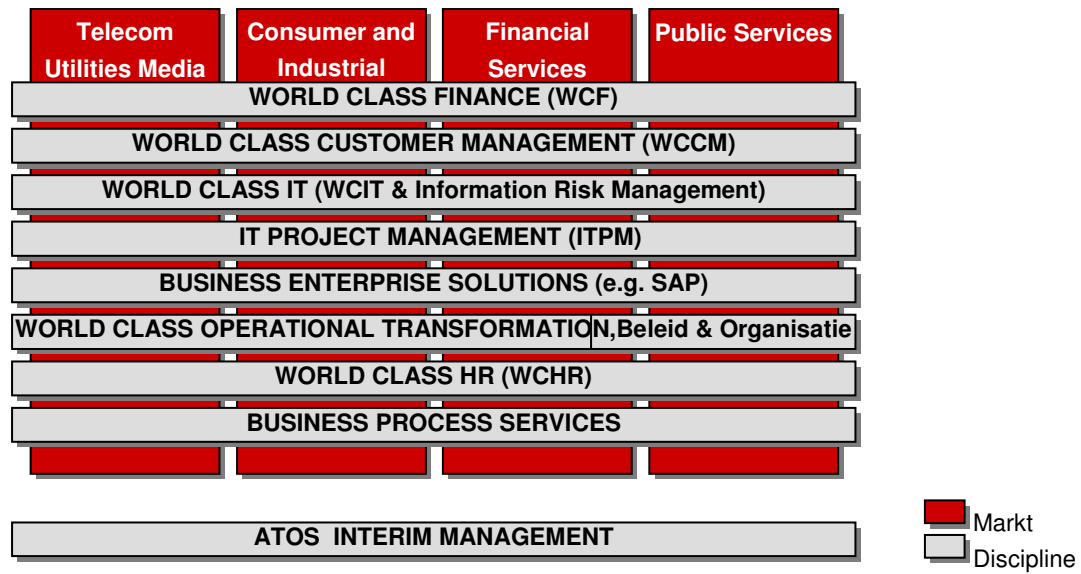 Telecom
Utilities Media
Consumer and
Industrial
Financial
Services
Public Services
WORLD CLASS FINANCE (WCF)
WORLD CLASS CUSTOMER MANAGEMENT (WCCM)
WORLD CLASS IT (WCIT & Information Risk Management)
IT PROJECT MANAGEMENT (ITPM)
BUSINESS ENTERPRISE SOLUTIONS (e.g. SAP)
WORLD CLASS OPERATIONAL TRANSFORMATION,Beleid & Organisatie
WORLD CLASS HR (WCHR)
BUSINESS PROCESS SERVICES
ATOS INTERIM MANAGEMENT
Markt
Discipline